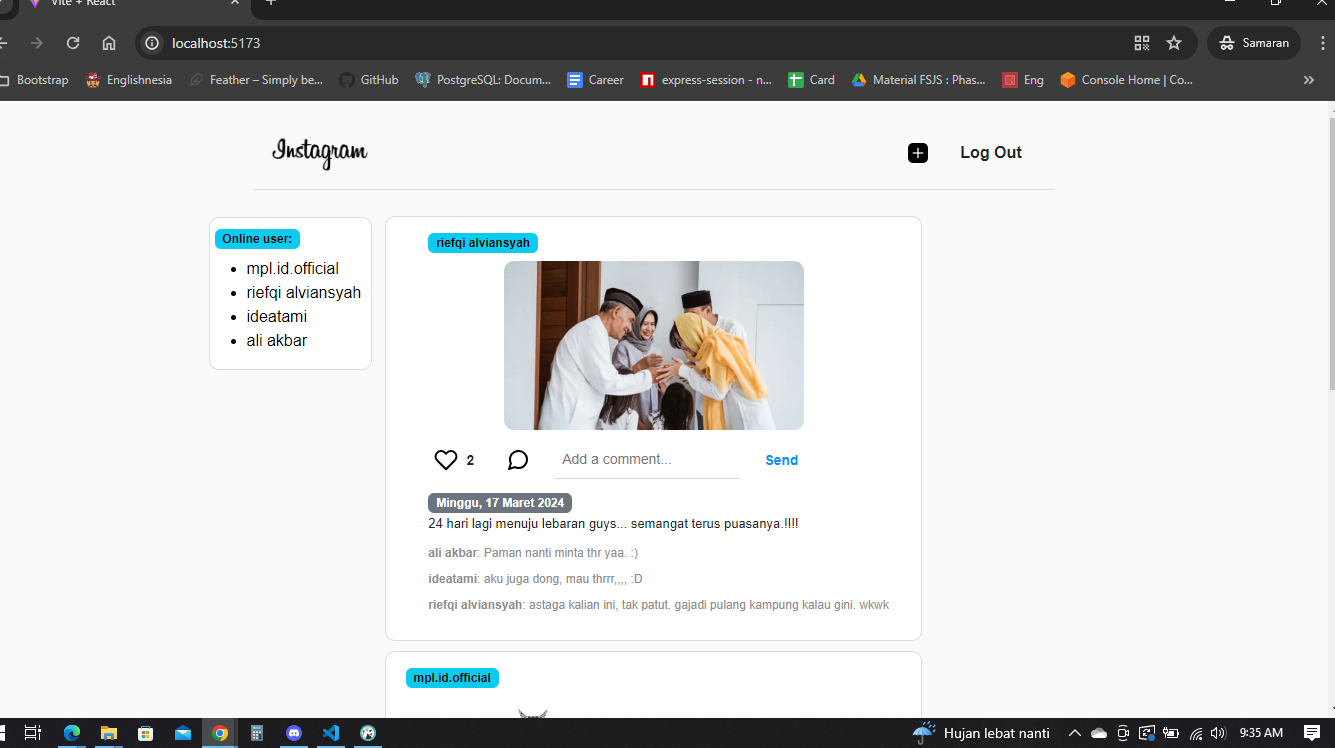 Vite + React
localhost:5173
Samaran
Bootstrap
Englishnesia
Feather – Simply be...
GitHub
PostgreSQL: Docum...
Career
express-session - n...
Card
Material FSJS : Phas...
Eng
Console Home | Co...
Instagram
Log Out
Online user:
mpl.id.official
riefqi alviansyah
ideatami
ali akbar
riefqi alviansyah
2
Add a comment...
Send
Minggu, 17 Maret 2024
24 hari lagi menuju lebaran guys... semangat terus puasanya.!!!!
ali akbar: Paman nanti minta thr yaa. :)
ideatami: aku juga dong, mau thrrr,,,, :D
riefqi alviansyah: astaga kalian ini, tak patut. gajadi pulang kampung kalau gini. wkwk
mpl.id.official
Hujan lebat nanti
9:35 AM